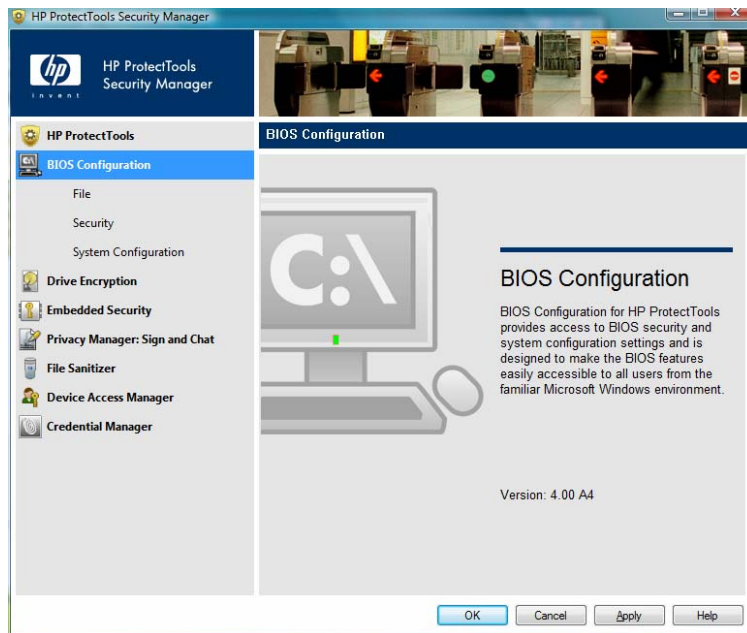 HP ProtectTools Security Manager
hp
invent
HP ProtectTools
Security Manager
HP ProtectTools
BIOS Configuration
File
Security
System Configuration
Drive Encryption
Embedded Security
Privacy Manager: Sign and Chat
File Sanitizer
Device Access Manager
Credential Manager
BIOS Configuration
C:\
BIOS Configuration
BIOS Configuration for HP ProtectTools
provides access to BIOS security and
system configuration settings and is
designed to make the BIOS features
easily accessible to all users from the
familiar Microsoft Windows environment.
Version: 4.00 A4
OK
Cancel
Apply
Help